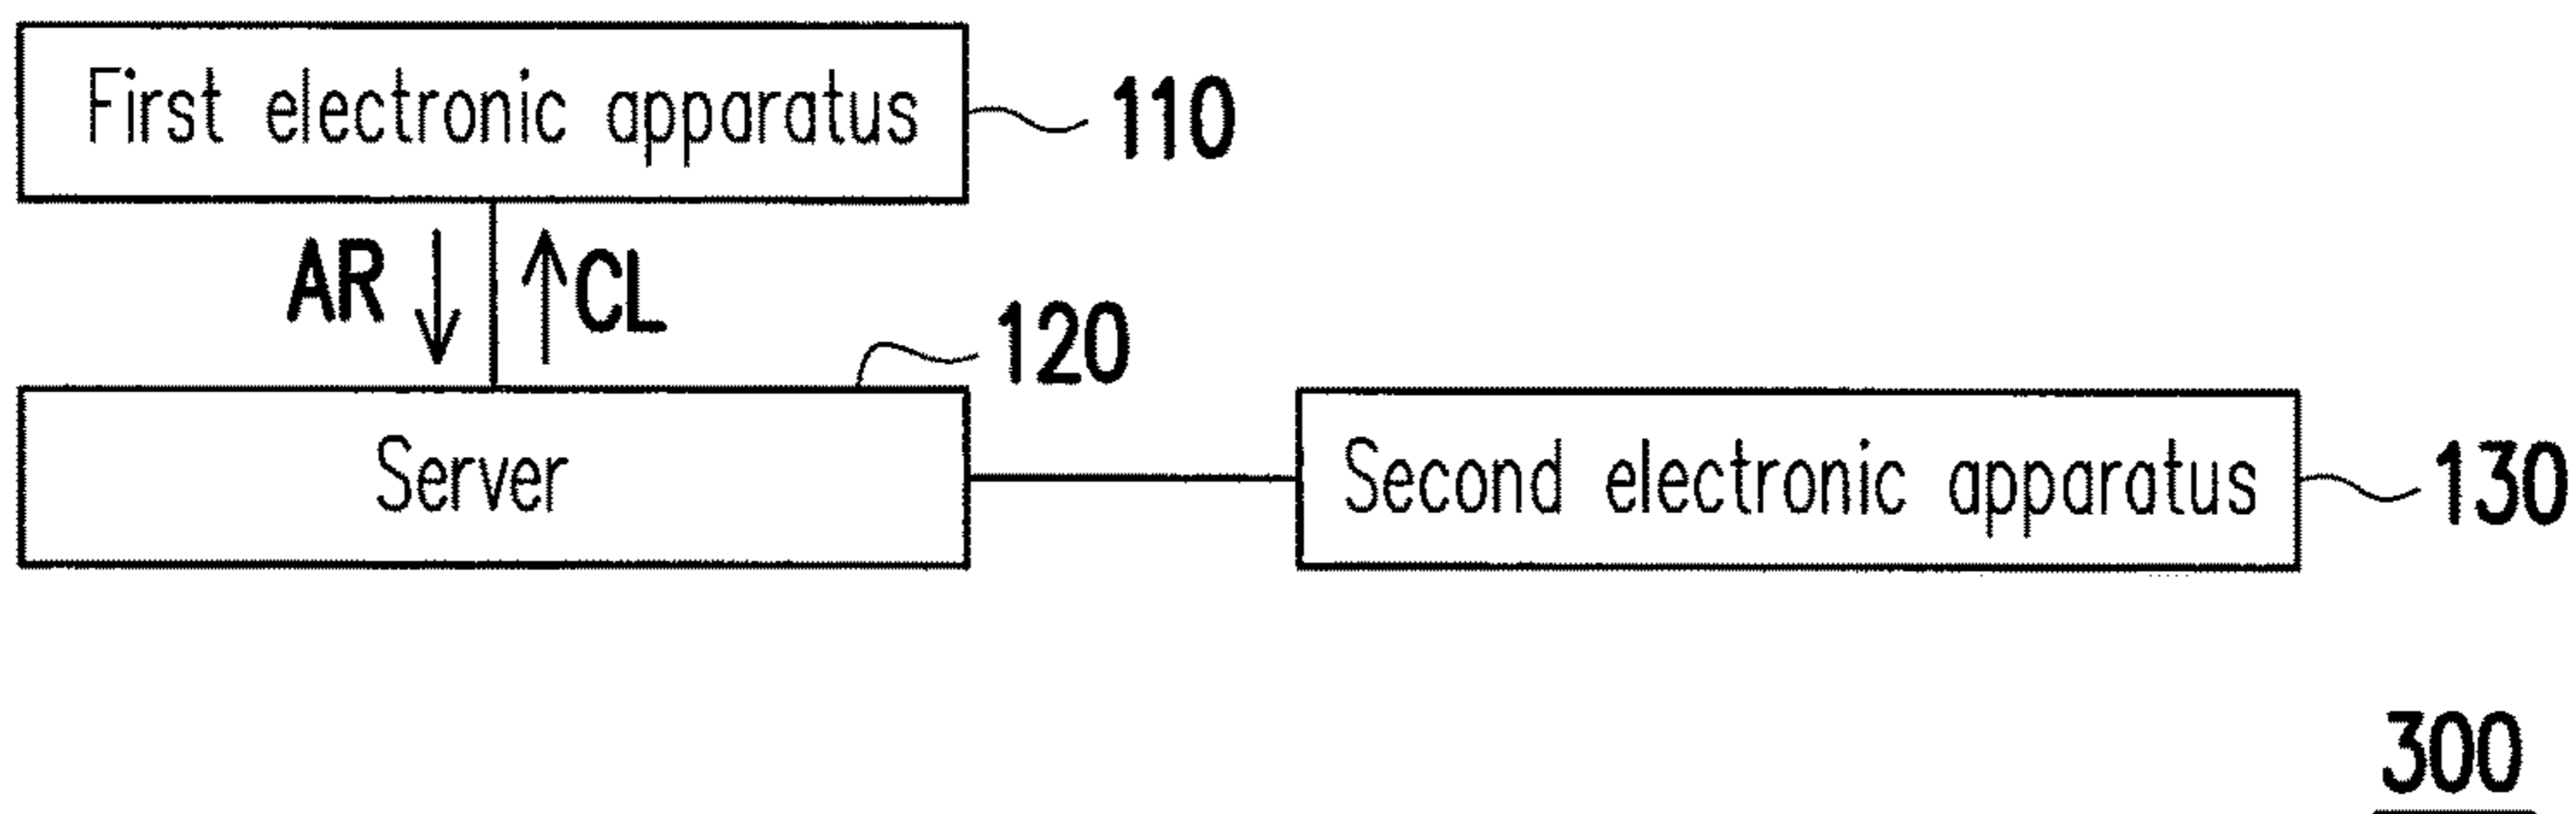 First electronic apparatus
110
AR
CL
120
Server
Second electronic apparatus
130
300